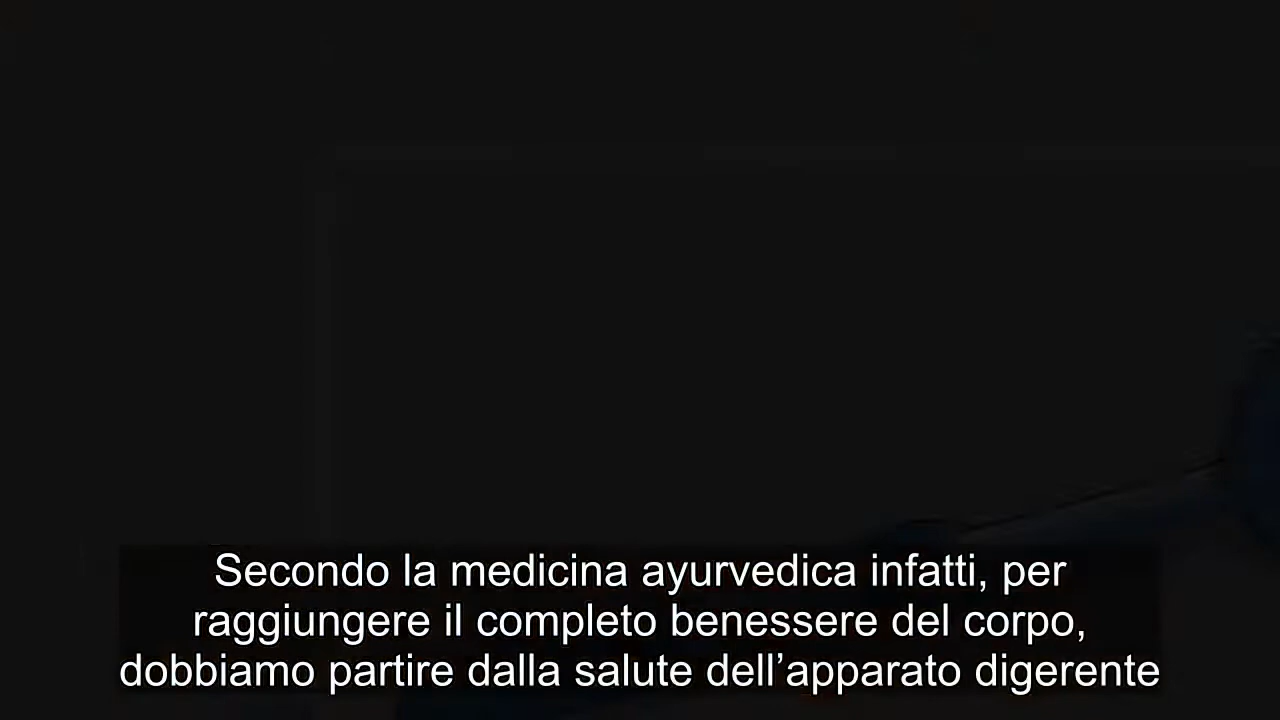 Secondo la medicina ayurvedica infatti, per
raggiungere il completo benessere del corpo,
dobbiamo partire dalla salute dell’apparato digerente